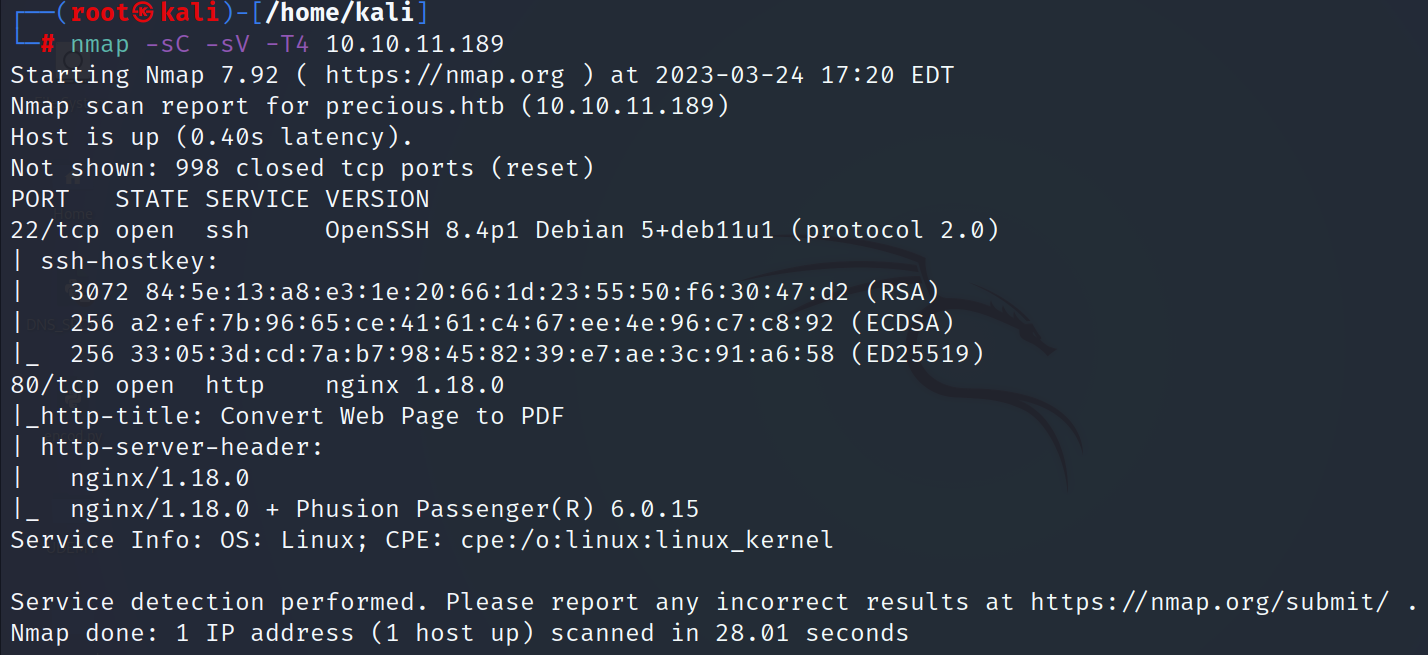 ┌──(root㉿kali)-[/home/kali]
└─# nmap -sC -sV -T4 10.10.11.189
Starting Nmap 7.92 ( https://nmap.org ) at 2023-03-24 17:20 EDT
Nmap scan report for precious.htb (10.10.11.189)
Host is up (0.40s latency).
Not shown: 998 closed tcp ports (reset)
PORT   STATE SERVICE VERSION
22/tcp open  ssh     OpenSSH 8.4p1 Debian 5+deb11u1 (protocol 2.0)
| ssh-hostkey:
|   3072 84:5e:13:a8:e3:1e:20:66:1d:23:55:50:f6:30:47:d2 (RSA)
|   256 a2:ef:7b:96:65:ce:41:61:c4:67:ee:4e:96:c7:c8:92 (ECDSA)
|_  256 33:05:3d:cd:7a:b7:98:45:82:39:e7:ae:3c:91:a6:58 (ED25519)
80/tcp open  http    nginx 1.18.0
|_http-title: Convert Web Page to PDF
| http-server-header:
|   nginx/1.18.0
|_  nginx/1.18.0 + Phusion Passenger(R) 6.0.15
Service Info: OS: Linux; CPE: cpe:/o:linux:linux_kernel

Service detection performed. Please report any incorrect results at https://nmap.org/submit/ .
Nmap done: 1 IP address (1 host up) scanned in 28.01 seconds